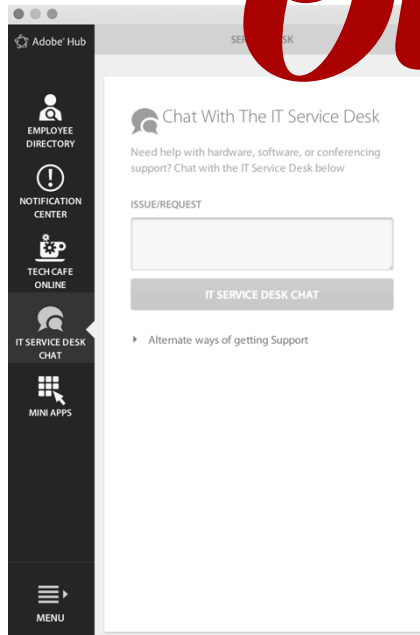 Adobe® Hub
EMPLOYEE
DIRECTORY
NOTIFICATION
CENTER
TECH CAFE
ONLINE
IT SERVICE DESK
CHAT
MINI APPS
MENU
Chat With The IT Service Desk
Need help with hardware, software, or conferencing
support? Chat with the IT Service Desk below
ISSUE/REQUEST
IT SERVICE DESK CHAT
Alternate ways of getting Support